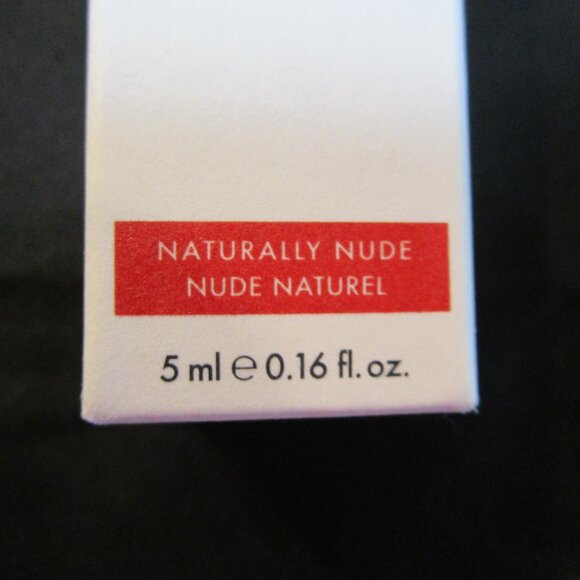 NATURALLY NUDE
NUDE NATUREL
5 ml ℮ 0.16 fl. oz.